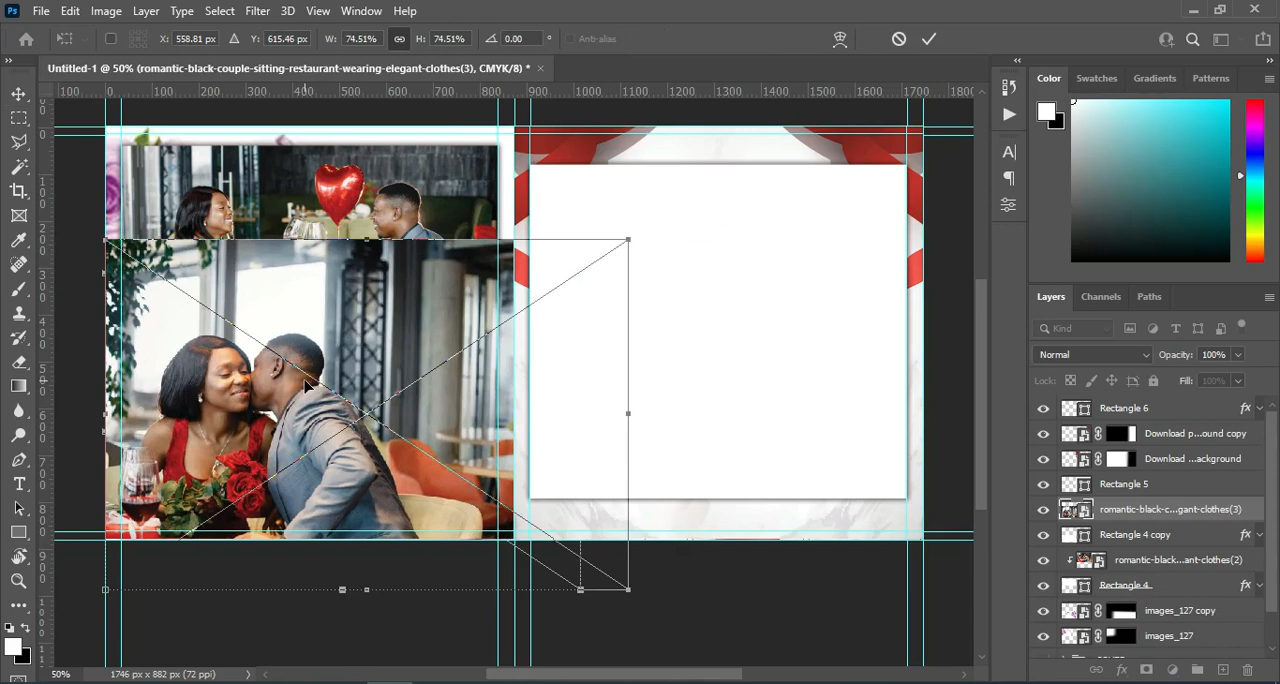 Ps File Edit Image Layer Type Select Filter 3D View Window Help
X: 558.81 px Y: 615.46 px W: 74.51% H: 74.51% 0.00 ° Anti-alias
Untitled-1 @ 50% (romantic-black-couple-sitting-restaurant-wearing-elegant-clothes(3), CMYK/8) * ×
100 0 100 200 300 400 500 600 700 800 900 1000 1100 1200 1300 1400 1500 1600 1700 1800
Color Swatches Gradients Patterns
Layers Channels Paths
Kind
Normal Opacity: 100%
Lock: Fill: 100%
Rectangle 6 fx
Download p...ound copy
Download ...ackground
Rectangle 5
romantic-black-c...gant-clothes(3)
Rectangle 4 copy
romantic-black...ant-clothes(2)
Rectangle 4 fx
images_127 copy
images_127
50% 1746 px x 882 px (72 ppi)